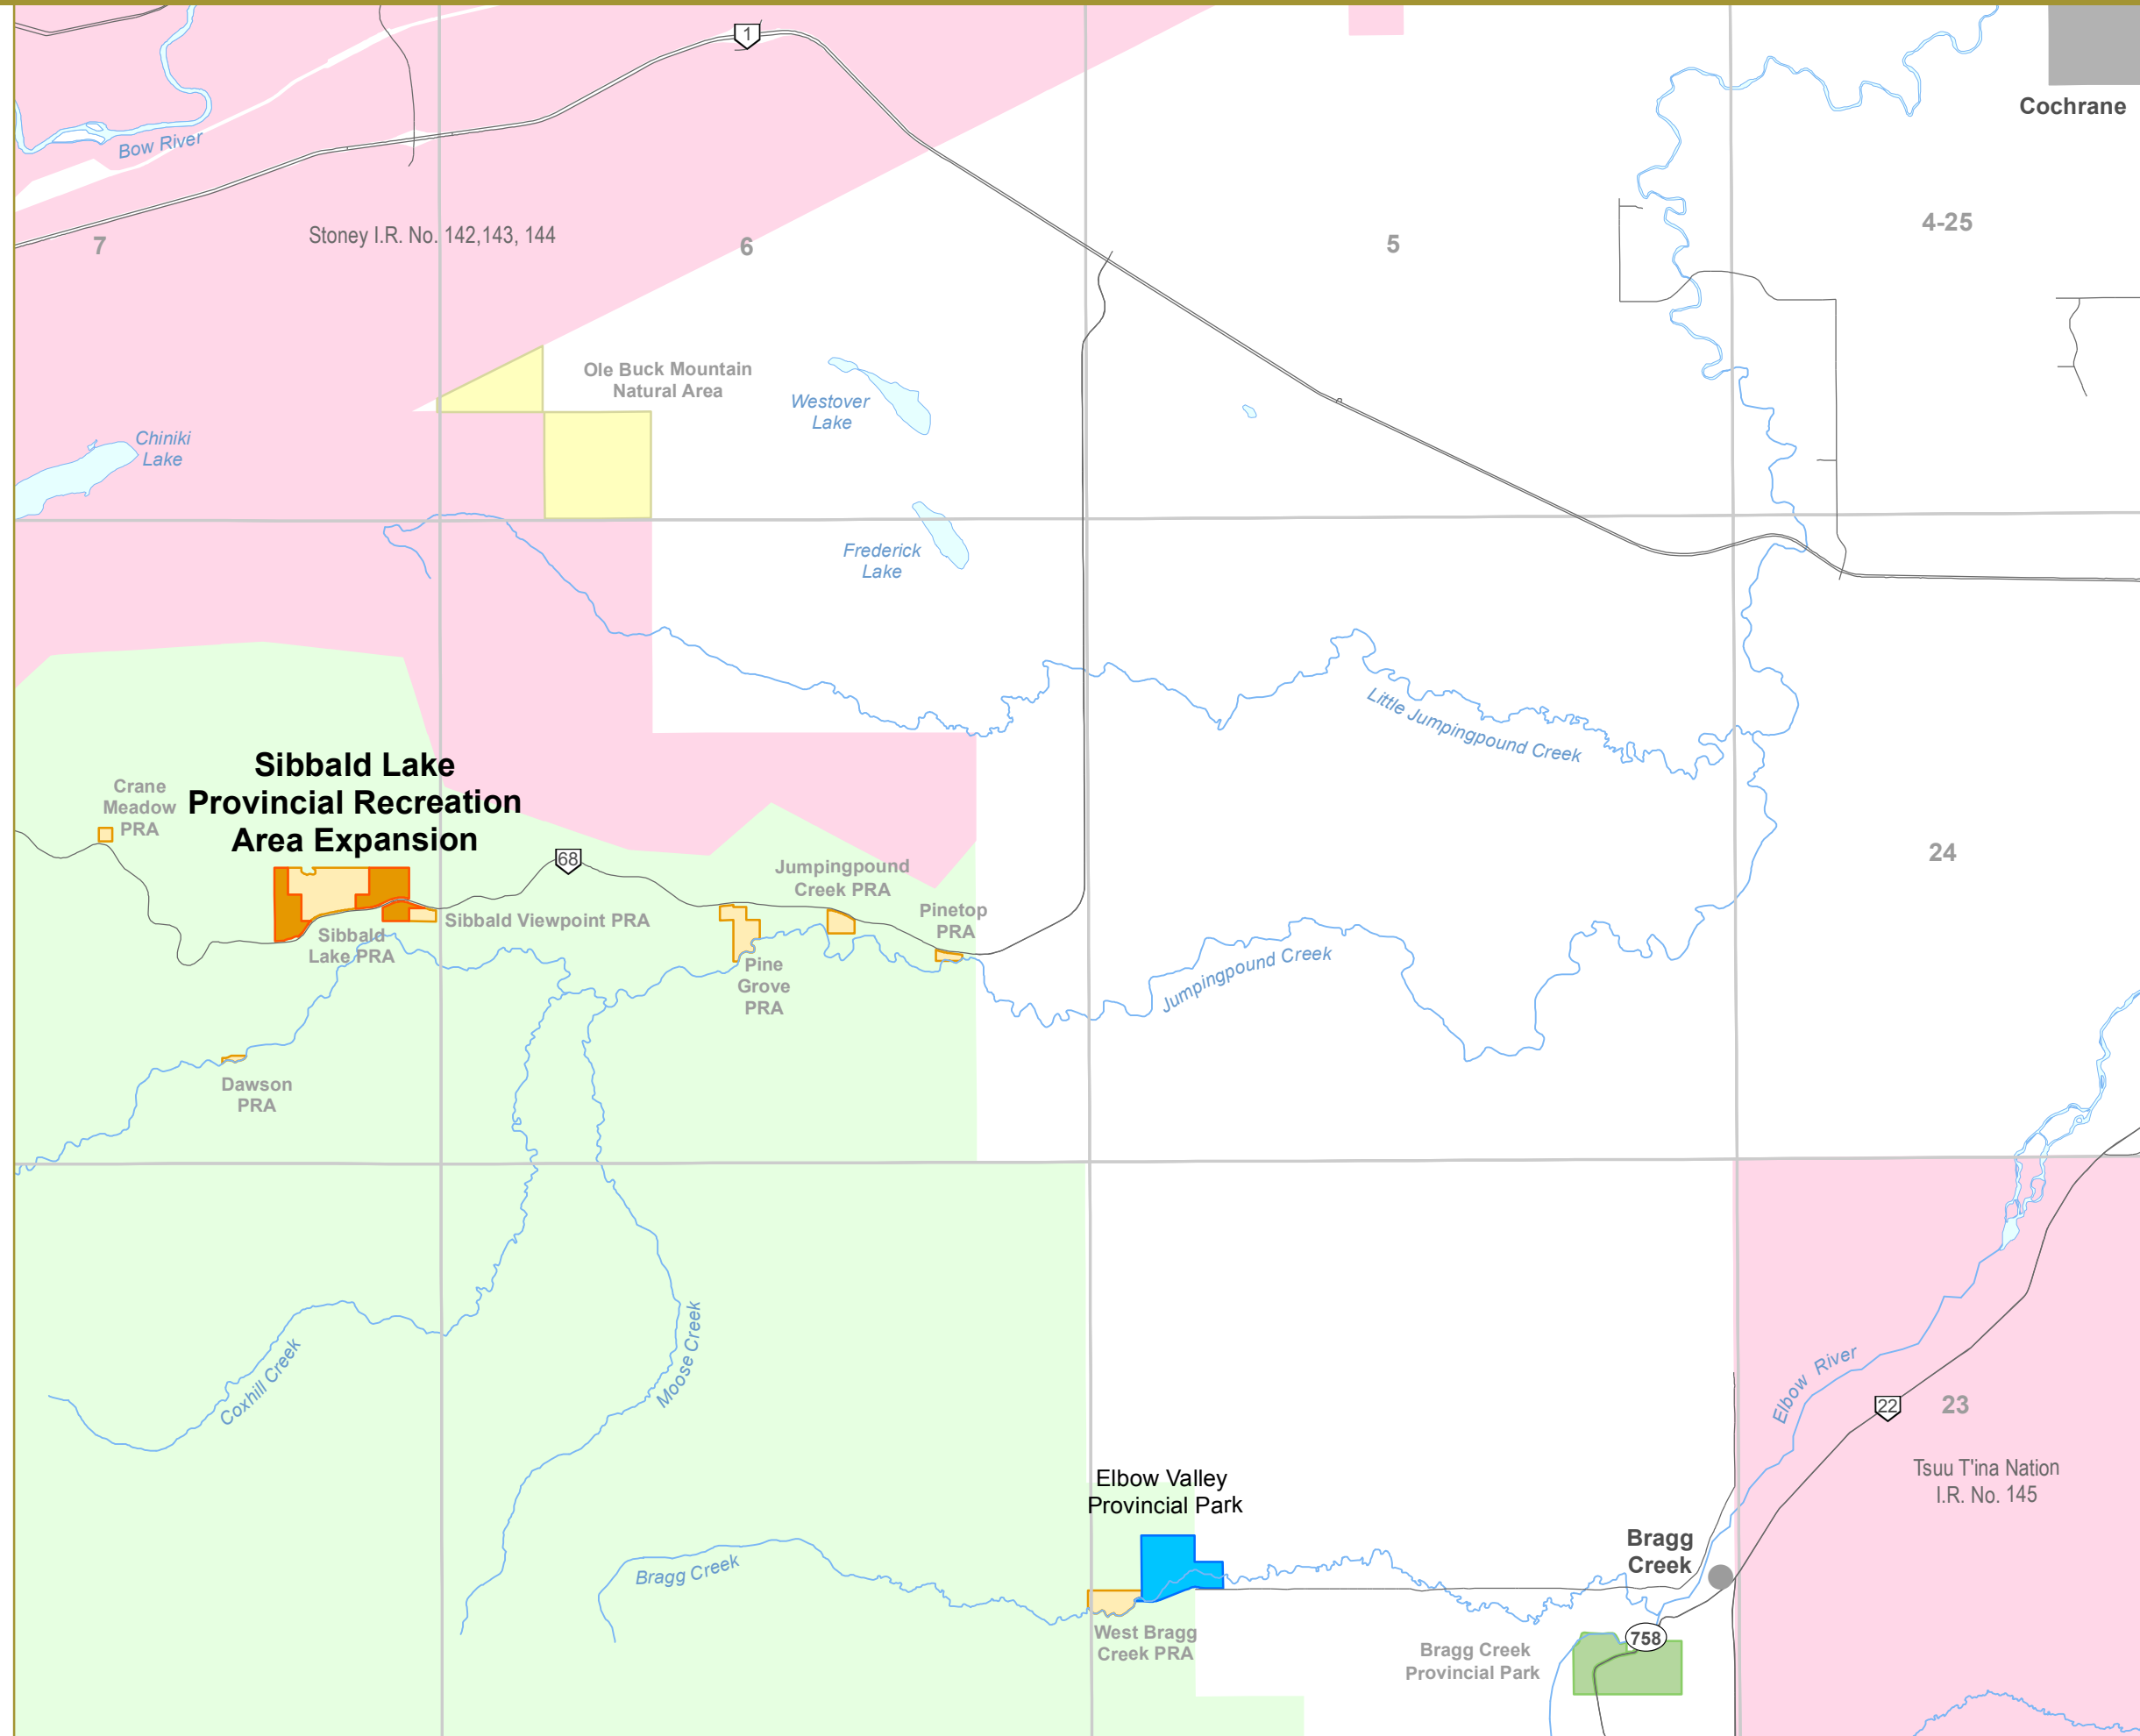 1
Cochrane
Bow River
7
Stoney I.R. No. 142,143, 144
6
5
4-25
Ole Buck Mountain
Natural Area
Westover
Lake
Chiniki
Lake
Frederick
Lake
Little Jumpingpound Creek
Sibbald Lake
Provincial Recreation
Area Expansion
Crane
Meadow
PRA
68
Jumpingpound
Creek PRA
24
Sibbald Viewpoint PRA
Pinetop
PRA
Sibbald
Lake PRA
Pine
Grove
PRA
Jumpingpound Creek
Dawson
PRA
Coxhill Creek
Moose Creek
Elbow River
22
23
Tsuu T'ina Nation
I.R. No. 145
Elbow Valley
Provincial Park
Bragg
Creek
Bragg Creek
West Bragg
Creek PRA
758
Bragg Creek
Provincial Park